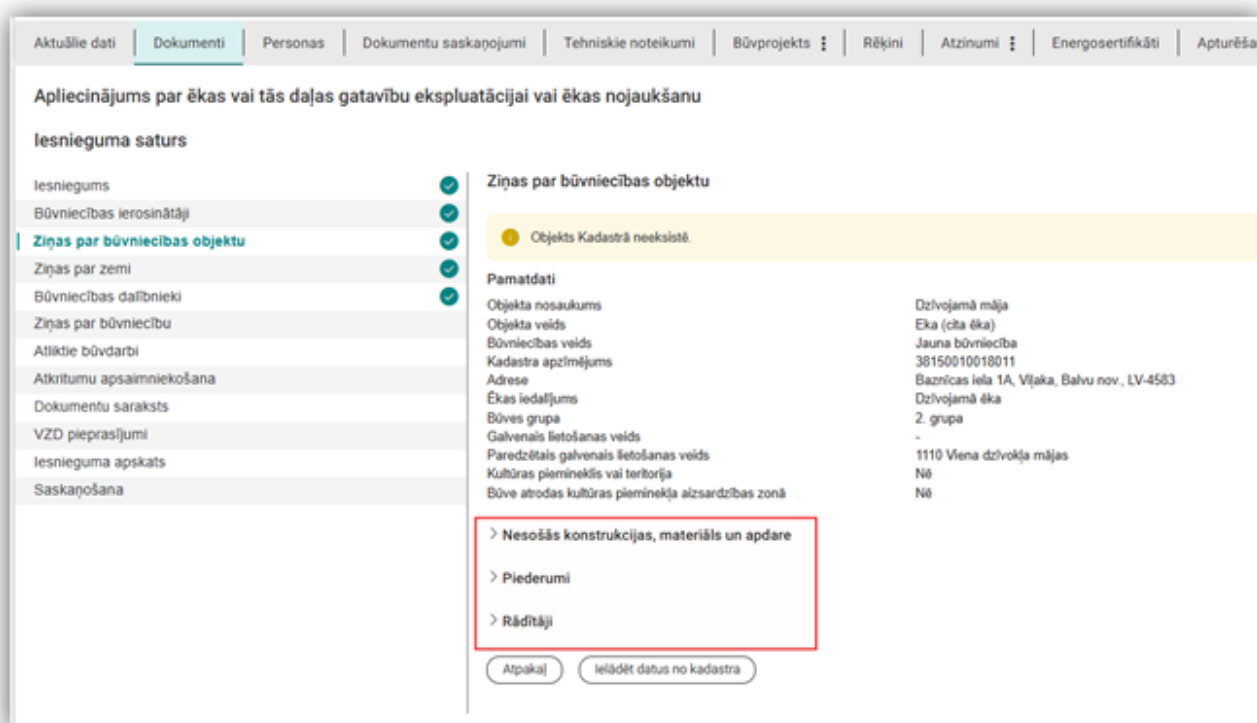 Aktuālie dati
Dokumenti
Personas
Dokumentu saskaņojumi
Tehniskie noteikumi
Būvprojekts
Rēķini
Atzinumi
Energosertifikāti
Apturēša
Apliecinājums par ēkas vai tās daļas gatavību ekspluatācijai vai ēkas nojaukšanu
Iesnieguma saturs
Iesniegums
Būvniecības ierosinātāji
Ziņas par būvniecības objektu
Ziņas par zemi
Būvniecības dalībnieki
Ziņas par būvniecību
Atliktie būvdarbi
Atkritumu apsaimniekošana
Dokumentu saraksts
VZD pieprasījumi
Iesnieguma apskats
Saskaņošana
Ziņas par būvniecības objektu
Objekts Kadastrā neeksistē.
Pamatdati
Objekta nosaukums Dzīvojamā māja
Objekta veids Eka (cita ēka)
Būvniecības veids Jauna būvniecība
Kadastra apzīmējums 38150010018011
Adrese Baznīcas iela 1A, Viļaka, Balvu nov., LV-4583
Ēkas iedalījums Dzīvojamā ēka
Būves grupa 2. grupa
Galvenais lietošanas veids -
Paredzētais galvenais lietošanas veids 1110 Viena dzīvokļa mājas
Kultūras piemineklis vai teritorija Nē
Būve atrodas kultūras pieminekļa aizsardzības zonā Nē
Nesošās konstrukcijas, materiāls un apdare
Piederumi
Rādītāji
Atpakaļ
Ielādēt datus no kadastra